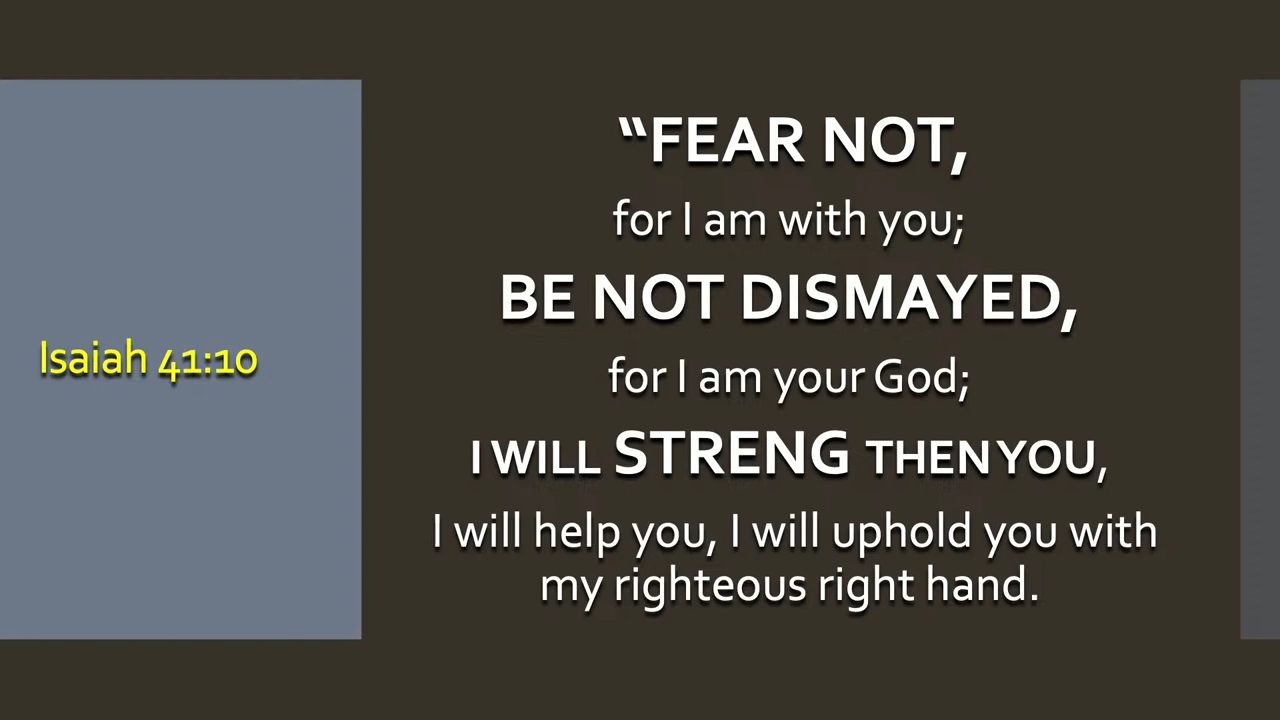 Isaiah 41:10
“FEAR NOT,
for I am with you;
BE NOT DISMAYED,
for I am your God;
I WILL STRENG THEN YOU,
I will help you, I will uphold you with
my righteous right hand.